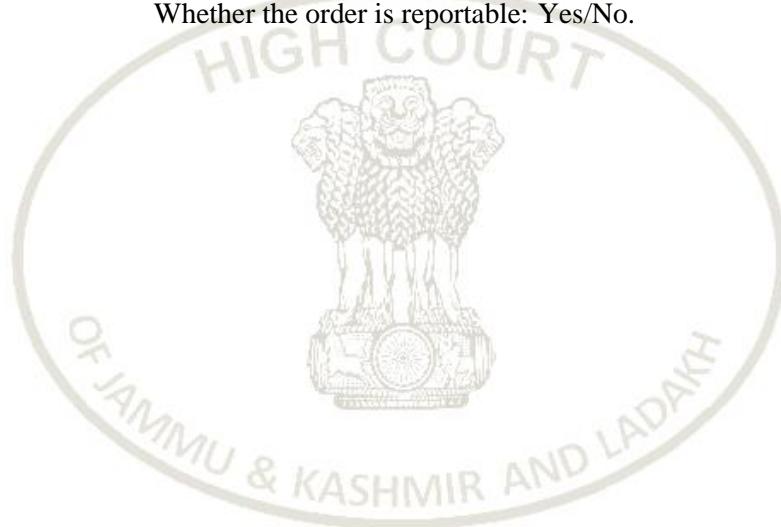 Whether the order is reportable: Yes/No.
HIGH COURT
OF JAMMU & KASHMIR AND LADAKH